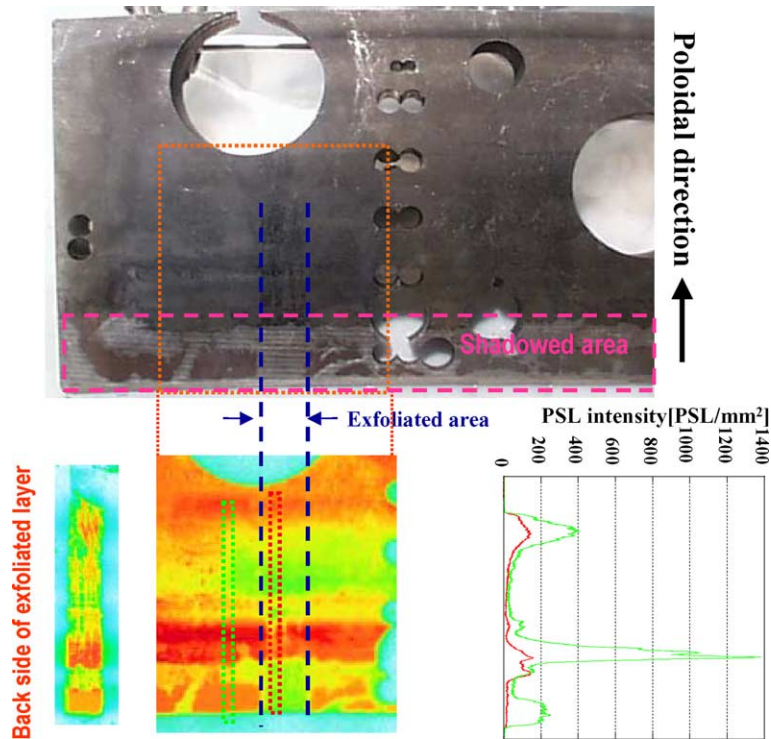 Poloidal direction
Shadowed area
Exfoliated area
PSL intensity[PSL/mm²]
0
200
400
600
800
1000
1200
1400
Back side of exfoliated layer